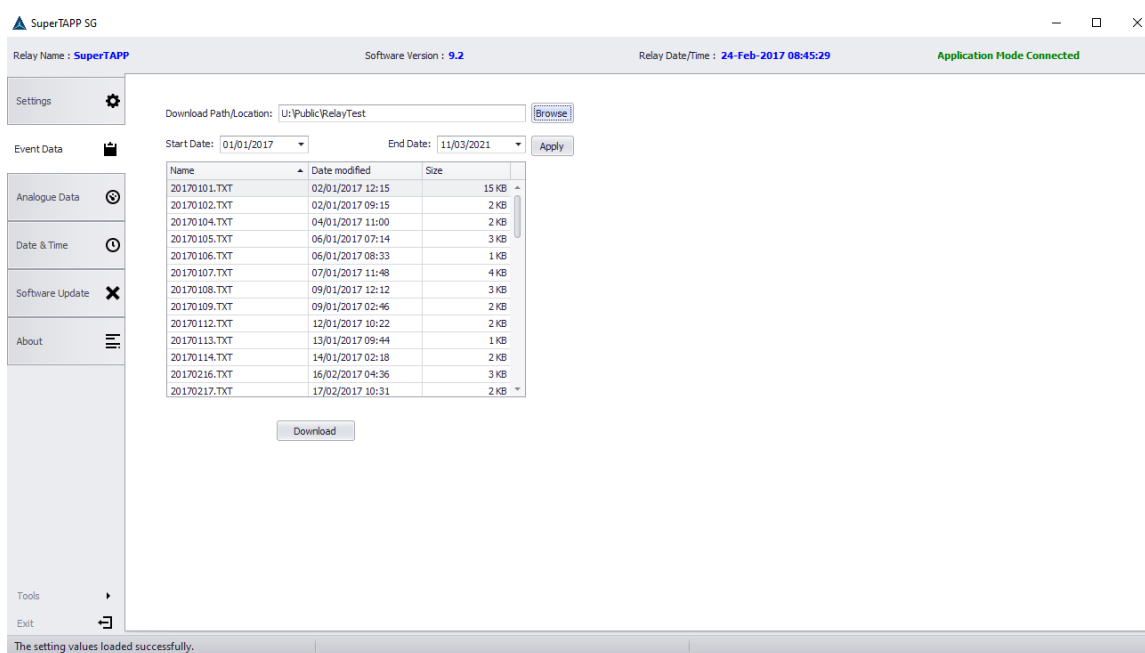 SuperTAPP SG
Relay Name : SuperTAPP Software Version : 9.2 Relay Date/Time : 24-Feb-2017 08:45:29 Application Mode Connected
Settings
Event Data
Analogue Data
Date & Time
Software Update
About
Tools
Exit
Download Path/Location: U:\Public\RelayTest Browse
Start Date: 01/01/2017 End Date: 11/03/2021 Apply
Name Date modified Size
20170101.TXT 02/01/2017 12:15 15 KB
20170102.TXT 02/01/2017 09:15 2 KB
20170104.TXT 04/01/2017 11:00 2 KB
20170105.TXT 06/01/2017 07:14 3 KB
20170106.TXT 06/01/2017 08:33 1 KB
20170107.TXT 07/01/2017 11:48 4 KB
20170108.TXT 09/01/2017 12:12 3 KB
20170109.TXT 09/01/2017 02:46 2 KB
20170112.TXT 12/01/2017 10:22 2 KB
20170113.TXT 13/01/2017 09:44 1 KB
20170114.TXT 14/01/2017 02:18 2 KB
20170216.TXT 16/02/2017 04:36 3 KB
20170217.TXT 17/02/2017 10:31 2 KB
Download
The setting values loaded successfully.